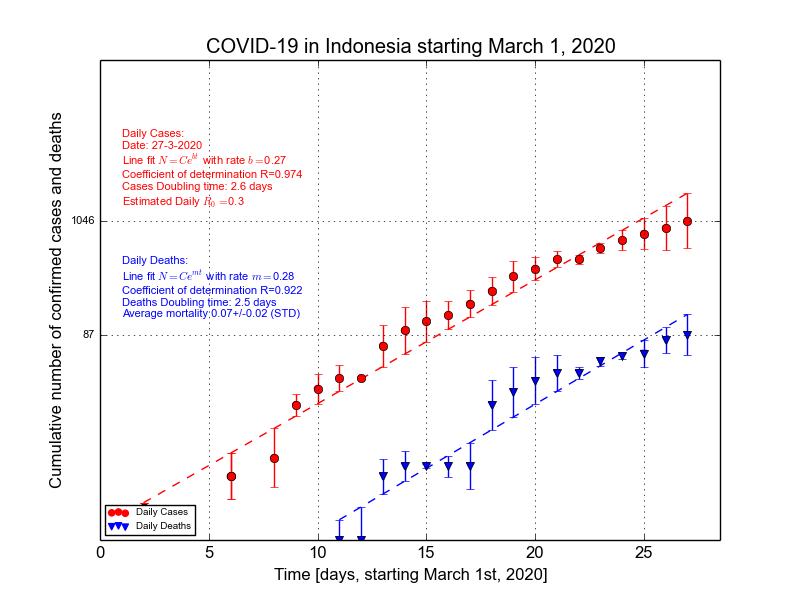 COVID-19 in Indonesia starting March 1, 2020
Cumulative number of confirmed cases and deaths
Daily Cases:
Date: 27-3-2020
Line fit N=Ce^{bt} with rate b=0.27
Coefficient of determination R=0.974
Cases Doubling time: 2.6 days
Estimated Daily R_0=0.3
1046
Daily Deaths:
Line fit N=Ce^{mt} with rate m=0.28
Coefficient of determination R=0.922
Deaths Doubling time: 2.5 days
Average mortality:0.07+/-0.02 (STD)
87
Daily Cases
Daily Deaths
0 5 10 15 20 25
Time [days, starting March 1st, 2020]